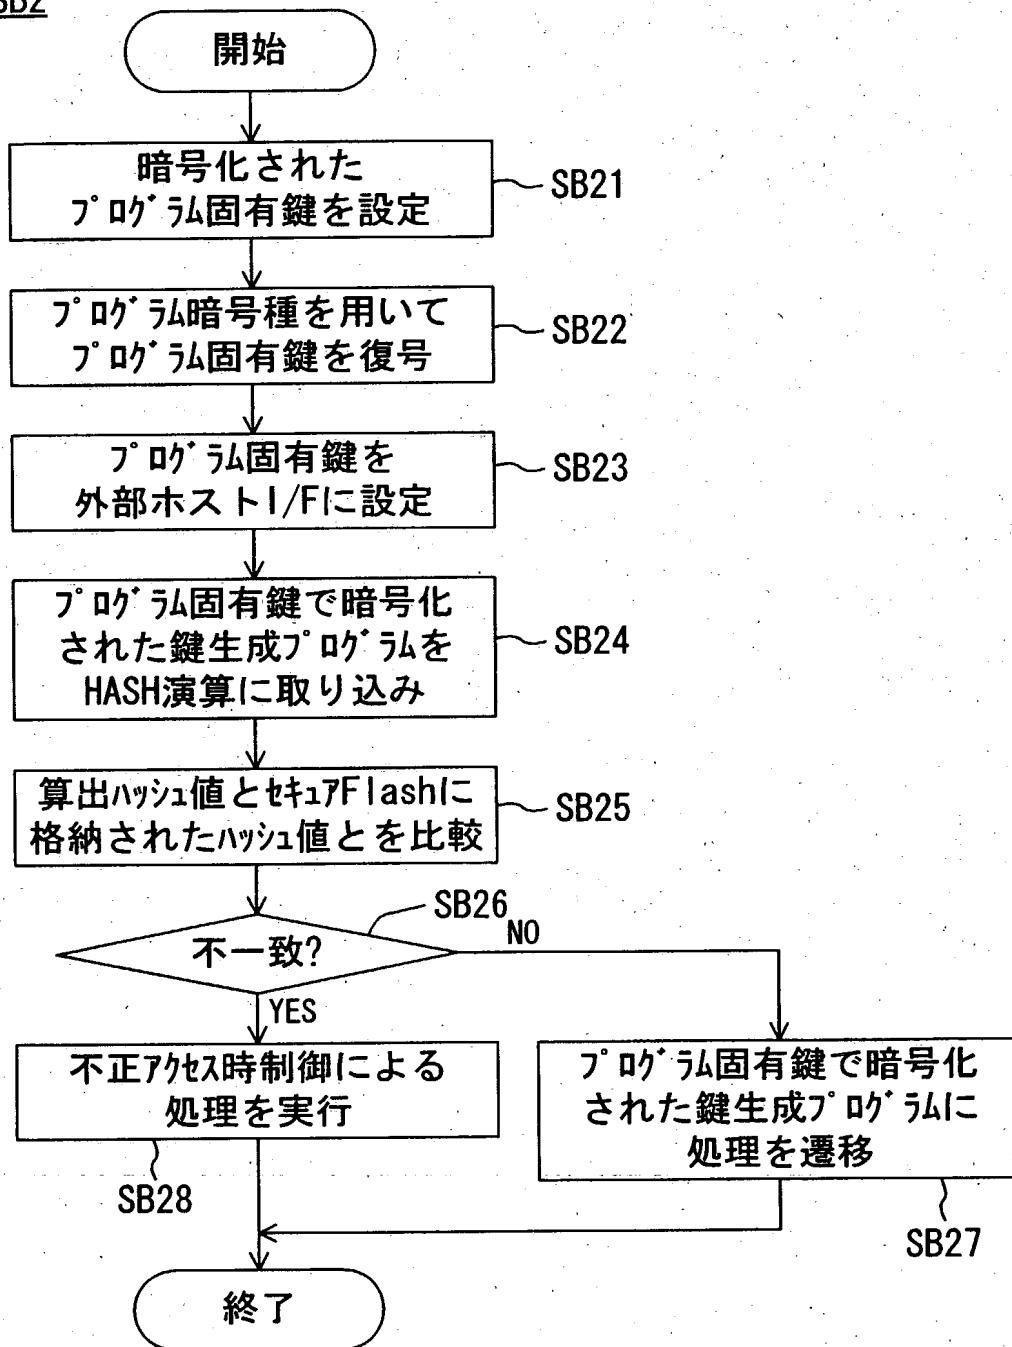 SB2
開始
暗号化された
プログラム固有鍵を設定
SB21
プログラム暗号種を用いて
プログラム固有鍵を復号
SB22
プログラム固有鍵を
外部ホストI/Fに設定
SB23
プログラム固有鍵で暗号化
された鍵生成プログラムを
HASH演算に取り込み
SB24
算出ハッシュ値とセキュアFlashに
格納されたハッシュ値とを比較
SB25
SB26
不一致?
NO
YES
不正アクセス時制御による
処理を実行
SB28
プログラム固有鍵で暗号化
された鍵生成プログラムに
処理を遷移
SB27
終了